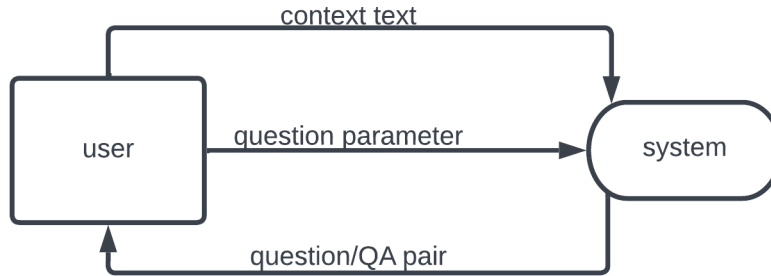 context text
user
question parameter
system
question/QA pair